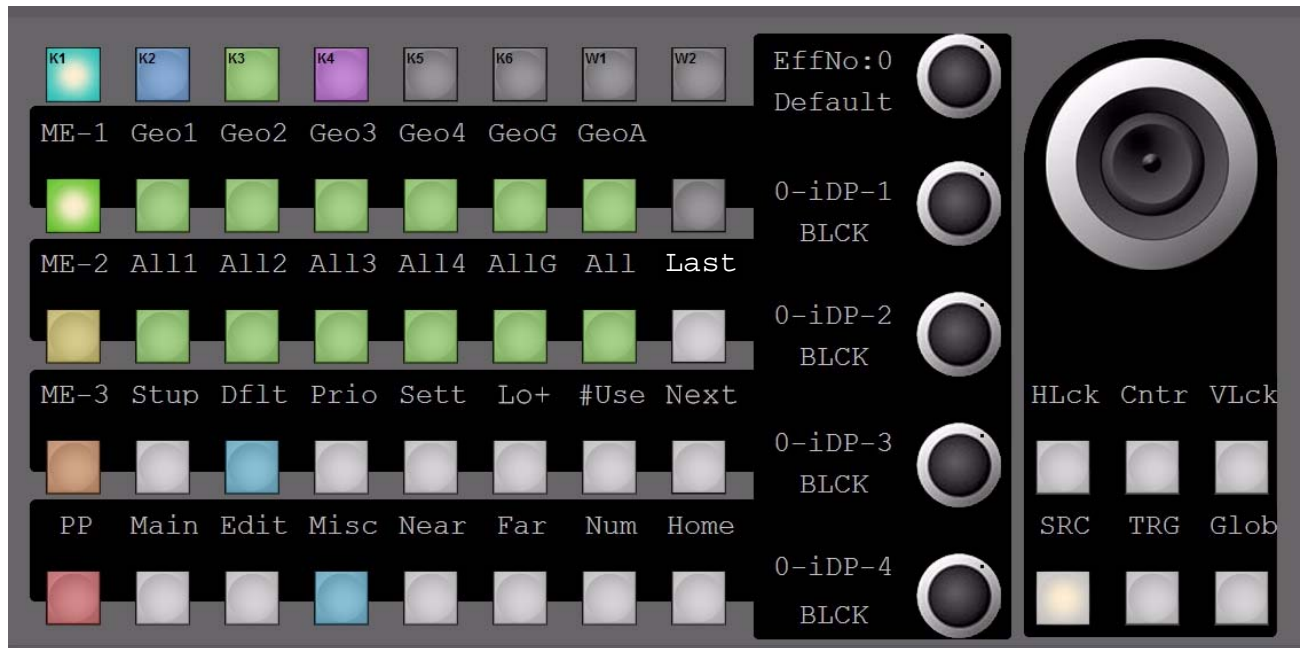 K1 K2 K3 K4 K5 K6 W1 W2
EffNo:0
Default
ME-1 Geo1 Geo2 Geo3 Geo4 GeoG GeoA
0-iDP-1
BLCK
ME-2 All1 All2 All3 All4 AllG All Last
0-iDP-2
BLCK
ME-3 Stup Dflt Prio Sett Lo+ #Use Next
HLck Cntr VLck
0-iDP-3
BLCK
PP Main Edit Misc Near Far Num Home
SRC TRG Glob
0-iDP-4
BLCK